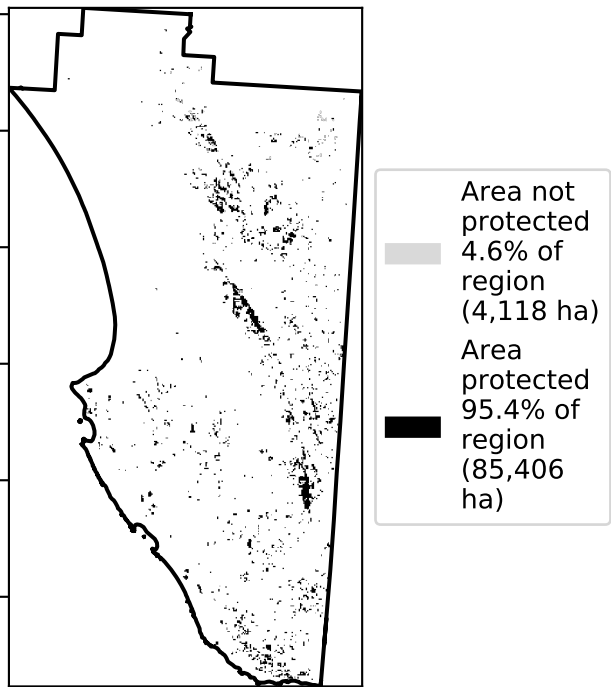 Area not
protected
4.6% of
region
(4,118 ha)
Area
protected
95.4% of
region
(85,406
ha)